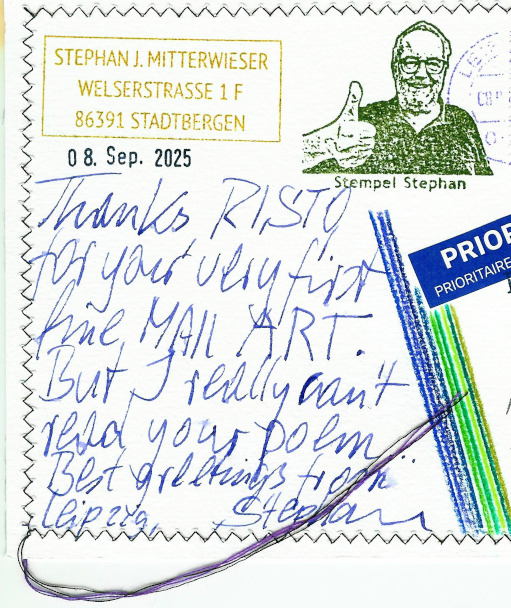 STEPHAN J. MITTERWIESER
WELSERSTRASSE 1 F
86391 STADTBERGEN
08. Sep. 2025
Stempel Stephan
PRIOR
PRIORITAIRE
Thanks RISTO
for your very first
fine MAIL ART.
But I really can't
read your poem
Best greetings from
Leipzig, Stephan